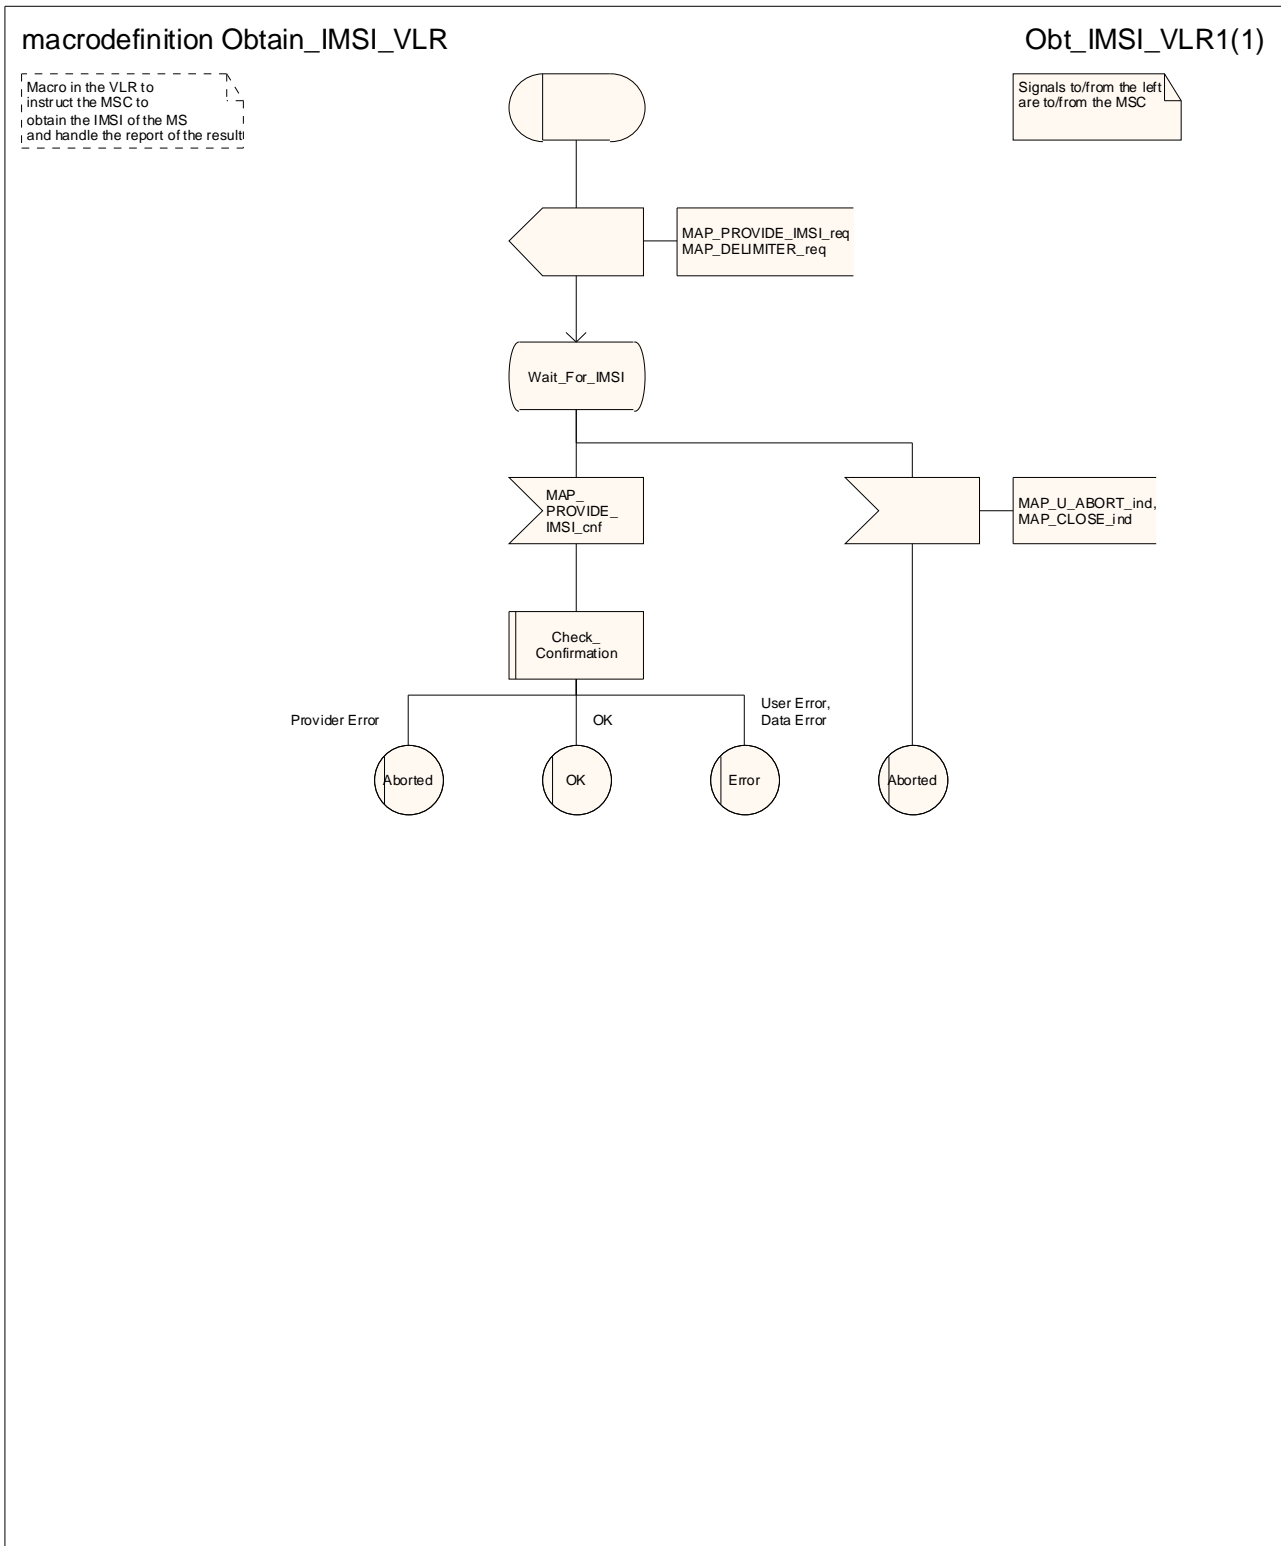 macrodefinition Obtain_IMSI_VLR
Obt_IMSI_VLR1(1)
Macro in the VLR to
instruct the MSC to
obtain the IMSI of the MS
and handle the report of the result
Signals to/from the left
are to/from the MSC
MAP_PROVIDE_IMSI_req
MAP_DELIMITER_req
Wait_For_IMSI
MAP_
PROVIDE_
IMSI_cnf
MAP_U_ABORT_ind,
MAP_CLOSE_ind
Check_
Confirmation
Provider Error
OK
User Error,
Data Error
Aborted
OK
Error
Aborted